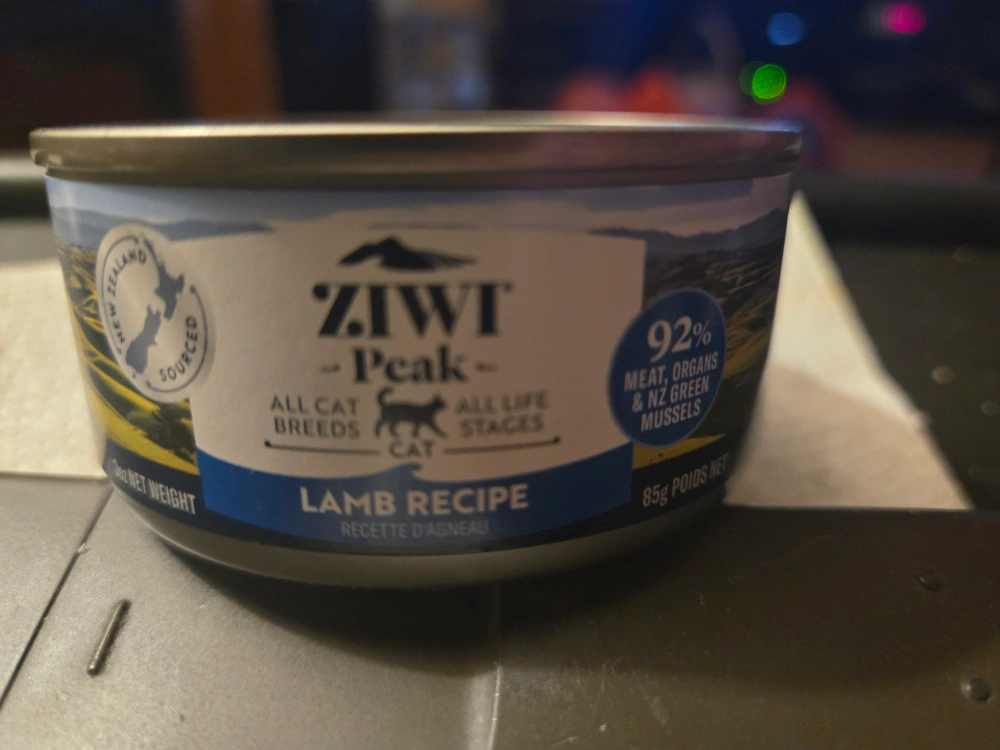 NEW ZEALAND
SOURCED
ZIWI
Peak
ALL CAT BREEDS
ALL LIFE STAGES
CAT
92%
MEAT, ORGANS
& NZ GREEN
MUSSELS
3oz NET WEIGHT
LAMB RECIPE
RECETTE D'AGNEAU
85g POIDS NET